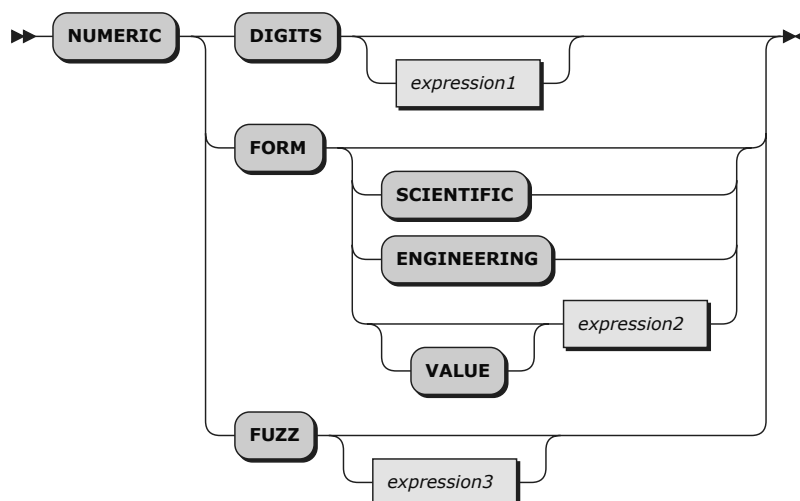 NUMERIC DIGITS
expression1
FORM
SCIENTIFIC
ENGINEERING
expression2
VALUE
FUZZ
expression3